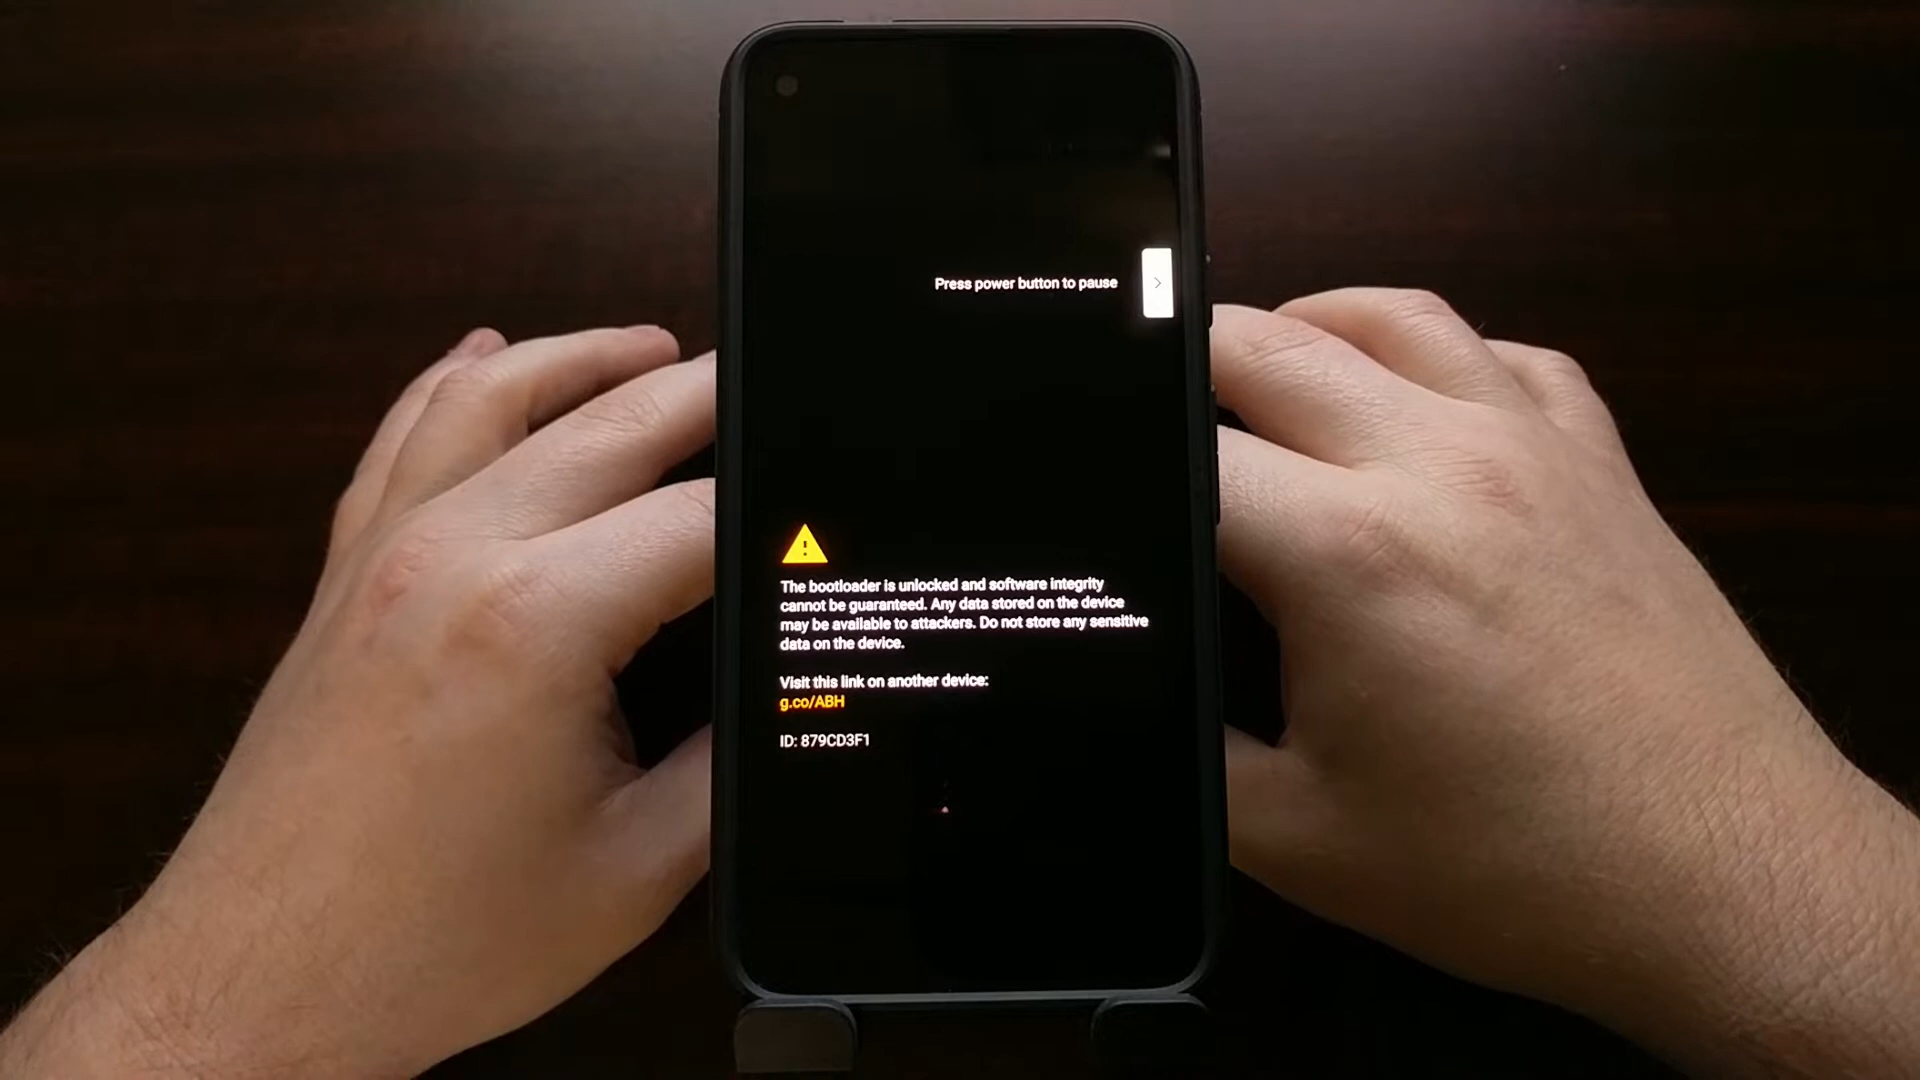 Press power button to pause
The bootloader is unlocked and software integrity
cannot be guaranteed. Any data stored on the device
may be available to attackers. Do not store any sensitive
data on the device.
Visit this link on another device:
g.co/ABH
ID: 879CD3F1